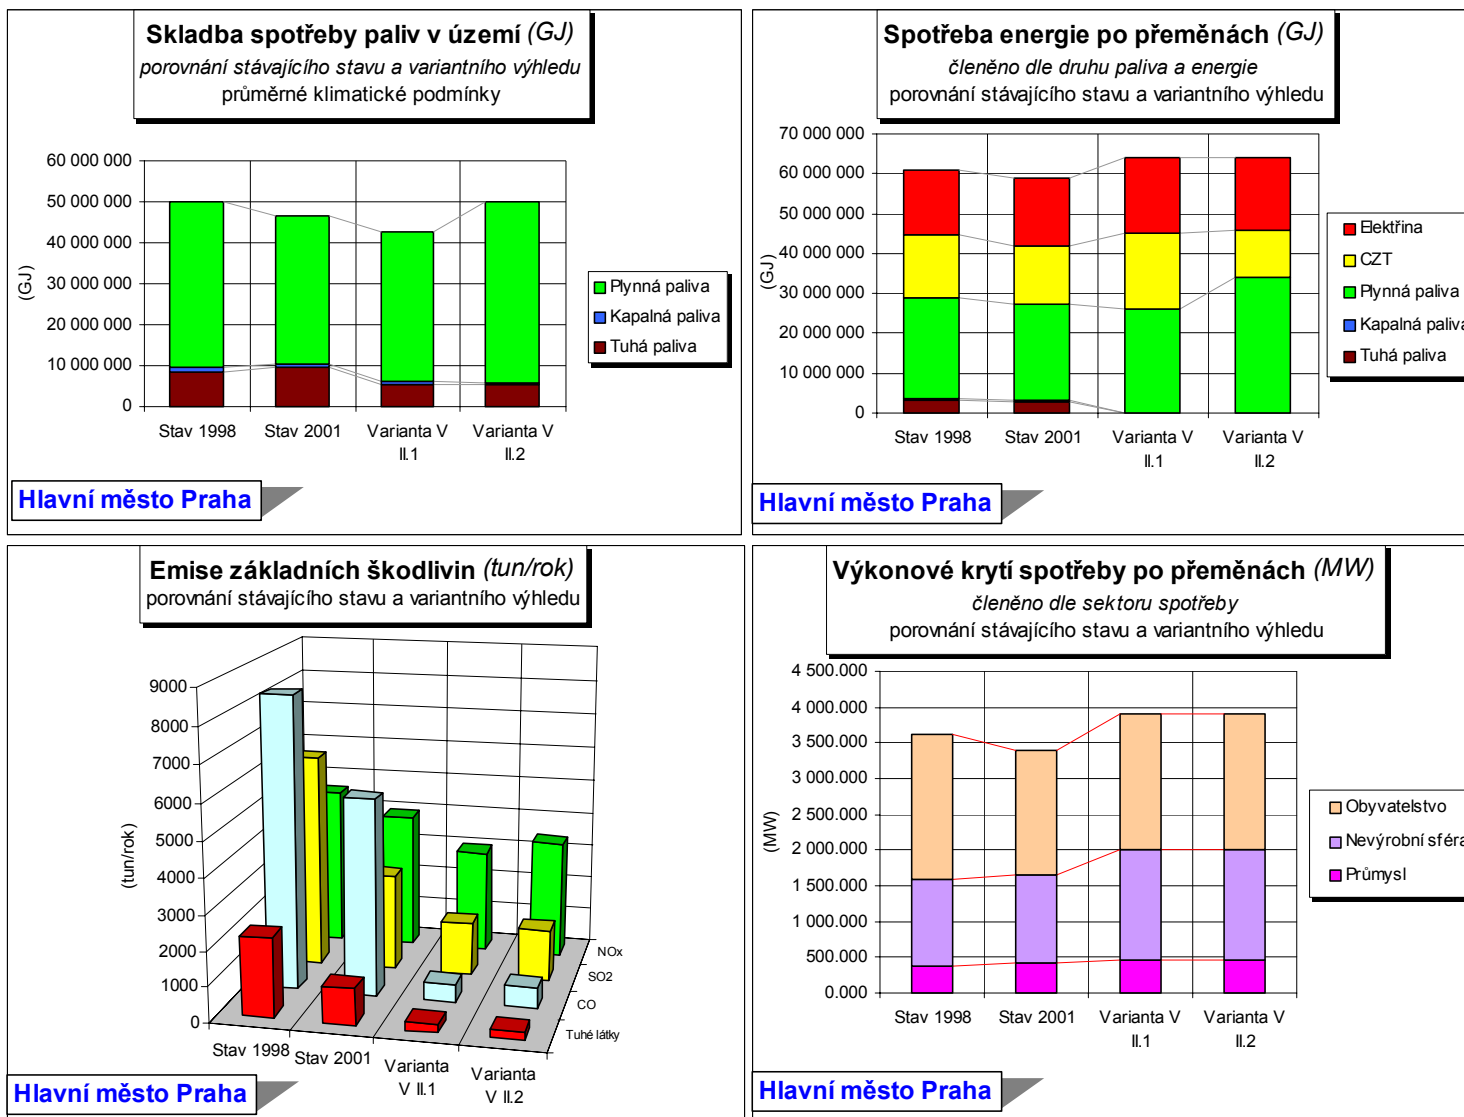 Skladba spotřeby paliv v území (GJ)
porovnání stávajícího stavu a variantního výhledu
průměrné klimatické podmínky
60 000 000
50 000 000
40 000 000
30 000 000
20 000 000
10 000 000
0
(GJ)
Stav 1998
Stav 2001
Varianta V
II.1
Varianta V
II.2
Plynná paliva
Kapalná paliva
Tuhá paliva
Hlavní město Praha
Spotřeba energie po přeměnách (GJ)
členěno dle druhu paliva a energie
porovnání stávajícího stavu a variantního výhledu
70 000 000
60 000 000
50 000 000
40 000 000
30 000 000
20 000 000
10 000 000
0
(GJ)
Stav 1998
Stav 2001
Varianta V
II.1
Varianta V
II.2
Elektřina
CZT
Plynná paliva
Kapalná paliva
Tuhá paliva
Hlavní město Praha
Emise základních škodlivin (tun/rok)
porovnání stávajícího stavu a variantního výhledu
9000
8000
7000
6000
5000
4000
3000
2000
1000
0
(tun/rok)
Stav 1998
Stav 2001
Varianta
V II.1
Varianta
V II.2
NOx
SO2
CO
Tuhé látky
Hlavní město Praha
Výkonové krytí spotřeby po přeměnách (MW)
členěno dle sektoru spotřeby
porovnání stávajícího stavu a variantního výhledu
4 500.000
4 000.000
3 500.000
3 000.000
2 500.000
2 000.000
1 500.000
1 000.000
500.000
0.000
(MW)
Stav 1998
Stav 2001
Varianta V
II.1
Varianta V
II.2
Obyvatelstvo
Nevýrobní sféra
Průmysl
Hlavní město Praha